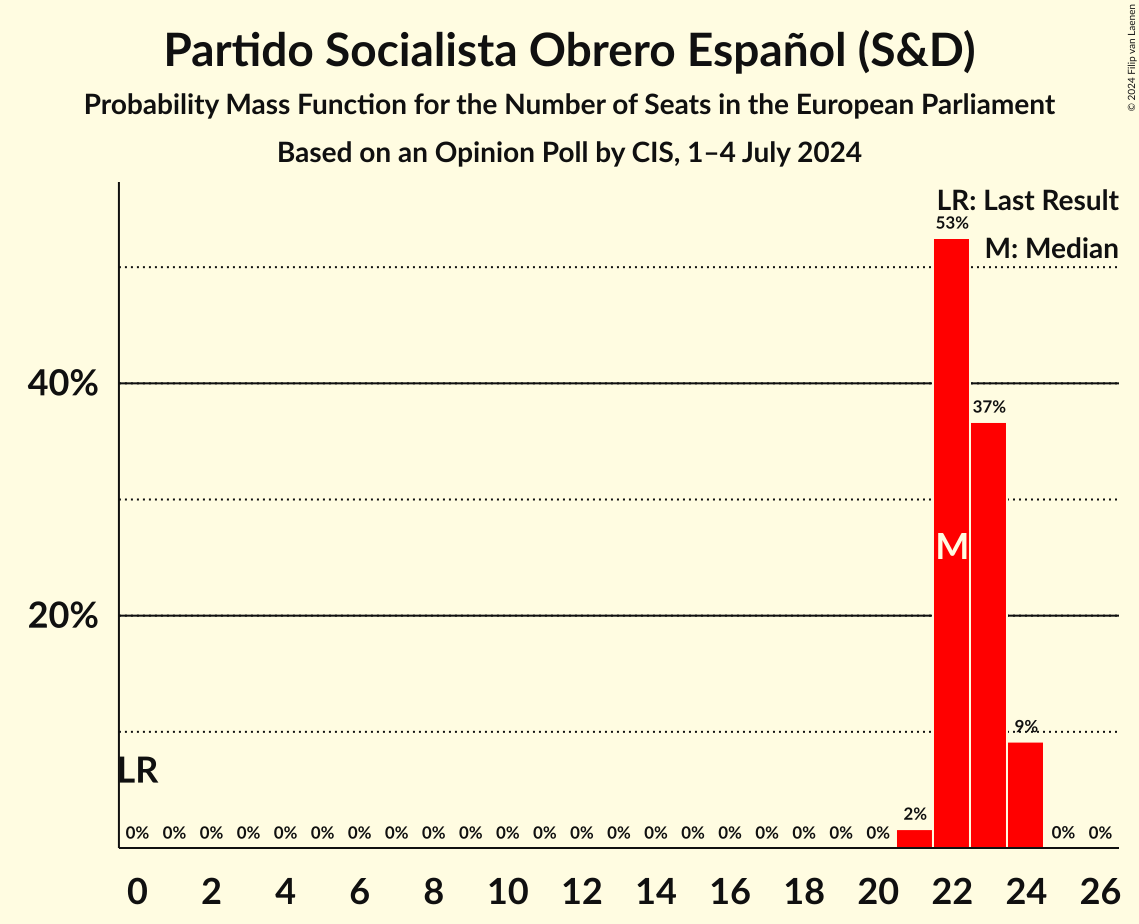 Partido Socialista Obrero Español (S&D)
Probability Mass Function for the Number of Seats in the European Parliament
Based on an Opinion Poll by CIS, 1–4 July 2024
© 2024 Filip van Laenen
LR: Last Result
53%
M: Median
40%
37%
M
20%
9%
LR
2%
0% 0% 0% 0% 0% 0% 0% 0% 0% 0% 0% 0% 0% 0% 0% 0% 0% 0% 0% 0% 0% 0% 0%
0 2 4 6 8 10 12 14 16 18 20 22 24 26